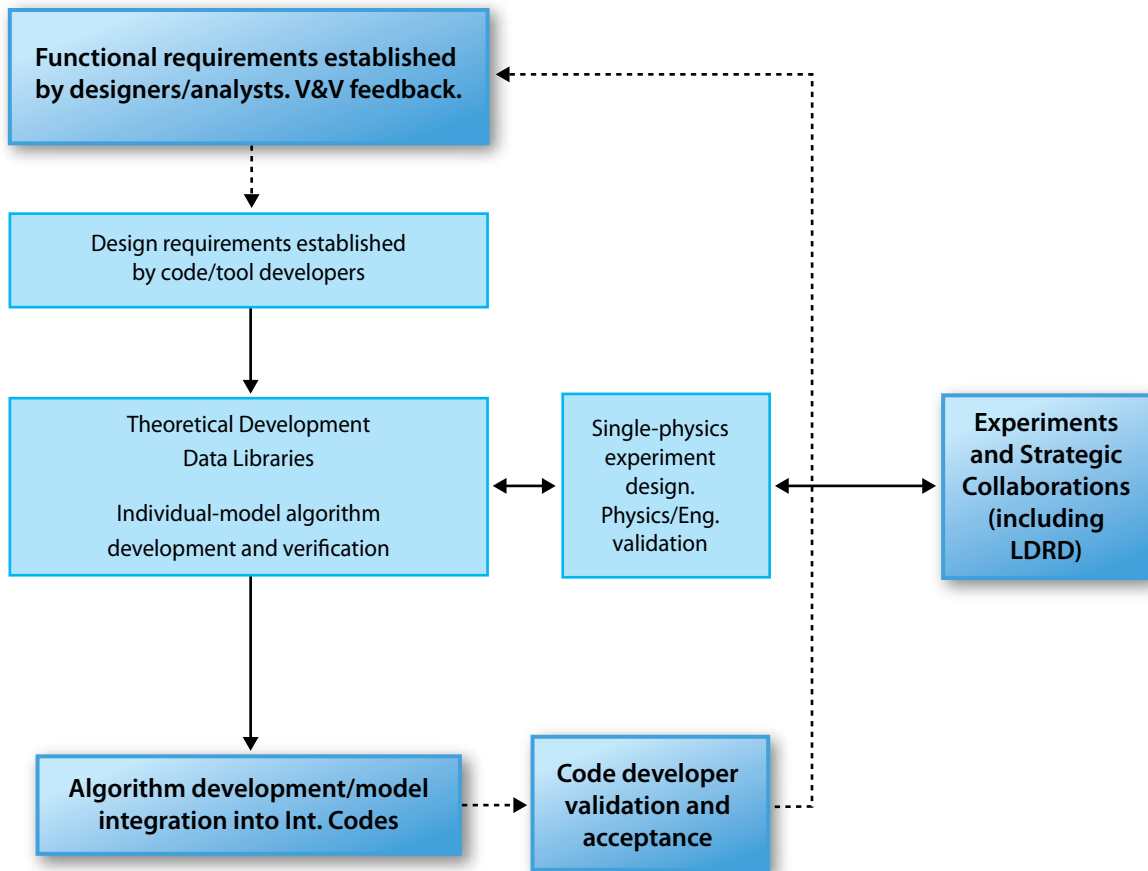 Functional requirements established
by designers/analysts. V&V feedback.
Design requirements established
by code/tool developers
Theoretical Development
Data Libraries
Individual-model algorithm
development and verification
Single-physics
experiment
design.
Physics/Eng.
validation
Experiments
and Strategic
Collaborations
(including
LDRD)
Algorithm development/model
integration into Int. Codes
Code developer
validation and
acceptance